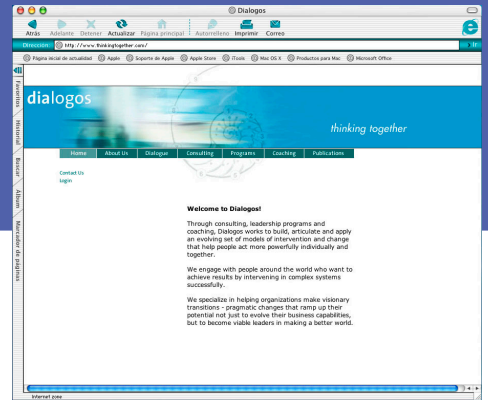 Dialogos
Atrás Adelante Detener Actualizar Página principal Autorrelleno Imprimir Correo
Dirección http://www.thinkingtogether.com/ Ir
Página inicial de actualidad Apple Soporte de Apple Apple Store iTools Mac OS X Productos para Mac Microsoft Office
Favoritos
Historial
Buscar
Álbum
Marcador de páginas
dialogos
thinking together
Home About Us Dialogue Consulting Programs Coaching Publications
Contact Us
Login
Welcome to Dialogos!
Through consulting, leadership programs and
coaching, Dialogos works to build, articulate and apply
an evolving set of models of intervention and change
that help people act more powerfully individually and
together.
We engage with people around the world who want to
achieve results by intervening in complex systems
successfully.
We specialize in helping organizations make visionary
transitions - pragmatic changes that ramp up their
potential not just to evolve their business capabilities,
but to become viable leaders in making a better world.
Internet zone